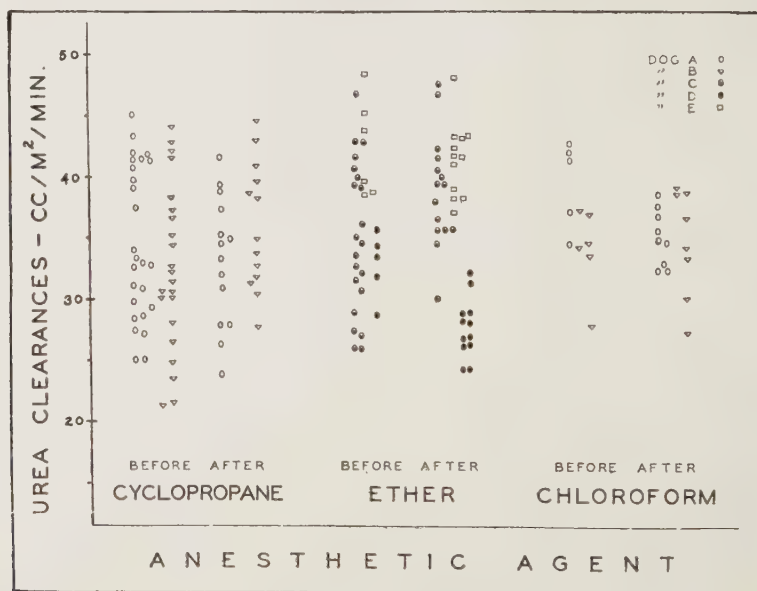 UREA CLEARANCES – CC/M²/MIN.
50
40
30
20
DOG A
" B
" C
" D
" E
BEFORE AFTER
CYCLOPROPANE
BEFORE AFTER
ETHER
BEFORE AFTER
CHLOROFORM
ANESTHETIC AGENT